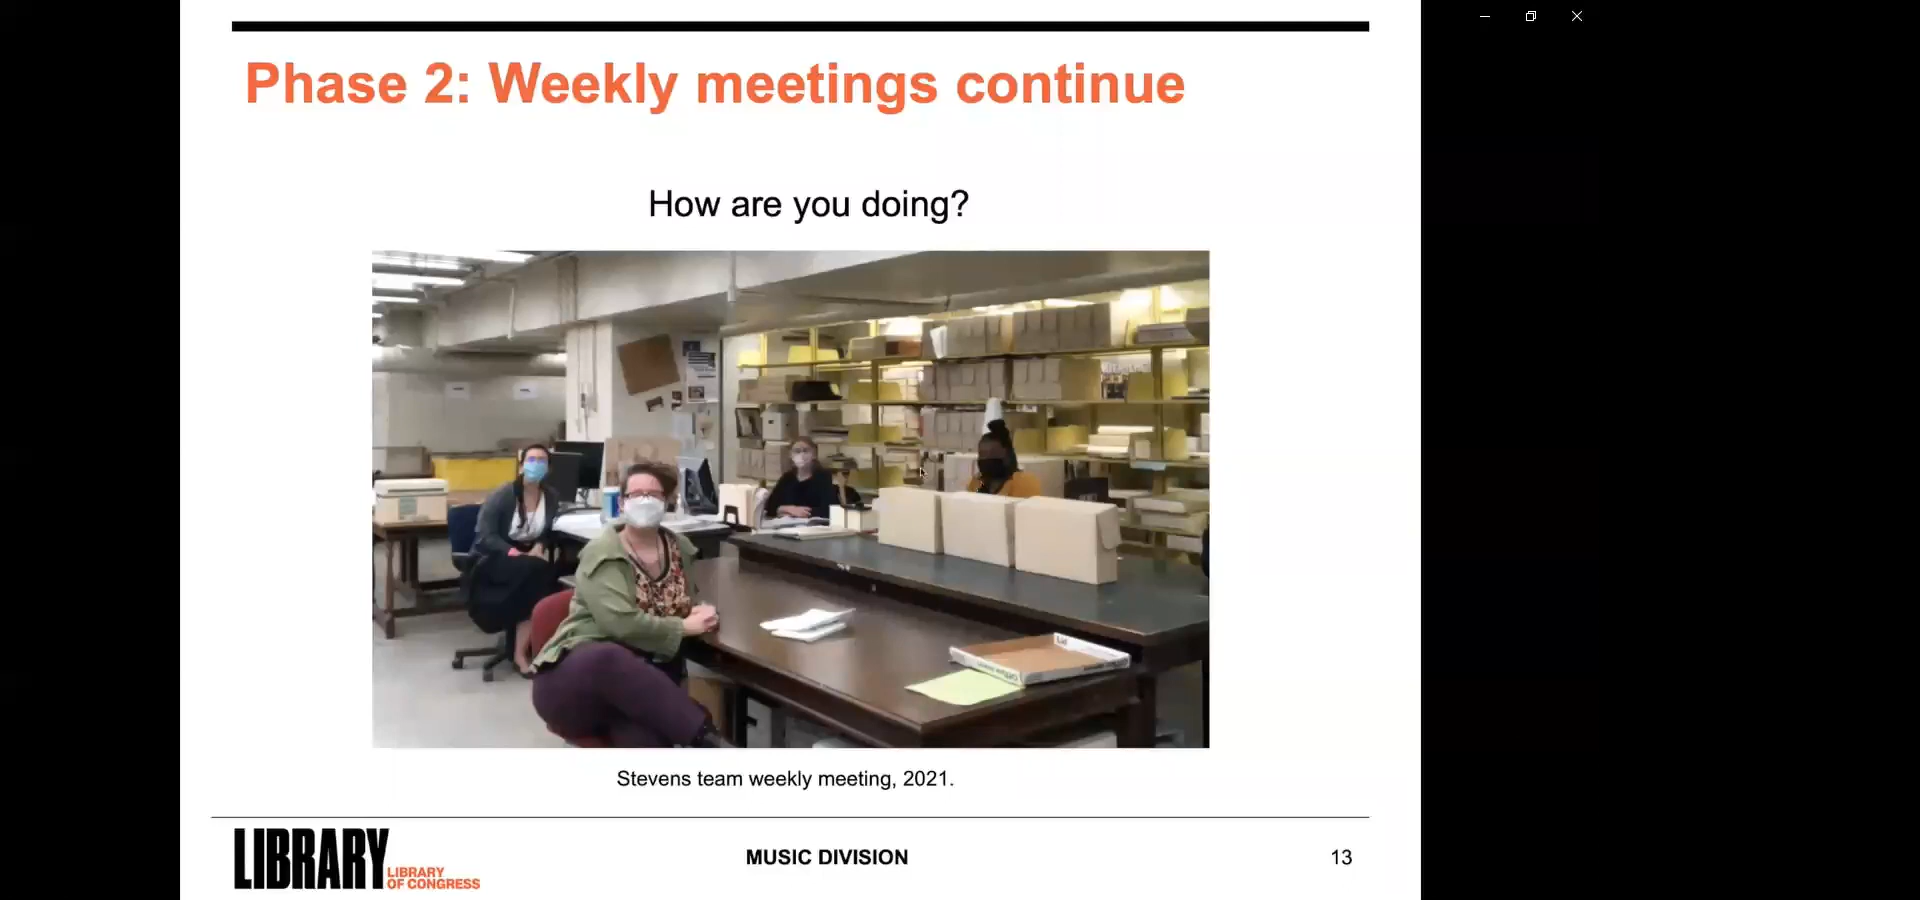 Phase 2: Weekly meetings continue
How are you doing?
Stevens team weekly meeting, 2021.
LIBRARY
LIBRARY
OF CONGRESS
MUSIC DIVISION
13